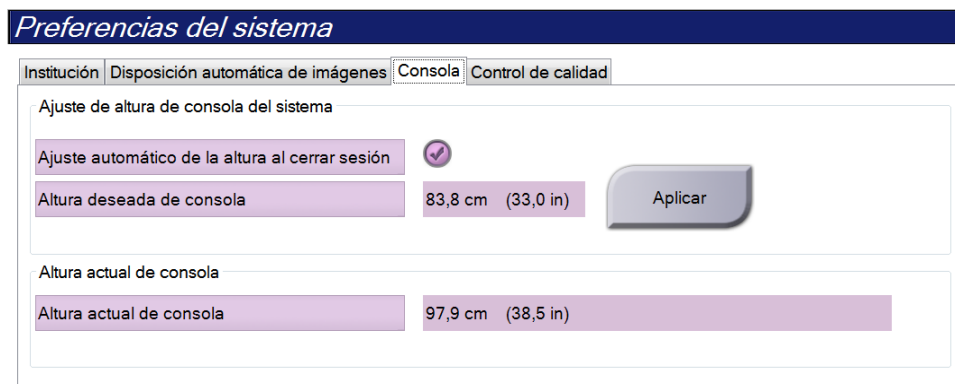 Preferencias del sistema
Institución Disposición automática de imágenes Consola Control de calidad
Ajuste de altura de consola del sistema
Ajuste automático de la altura al cerrar sesión
Altura deseada de consola 83,8 cm (33,0 in) Aplicar
Altura actual de consola
Altura actual de consola 97,9 cm (38,5 in)